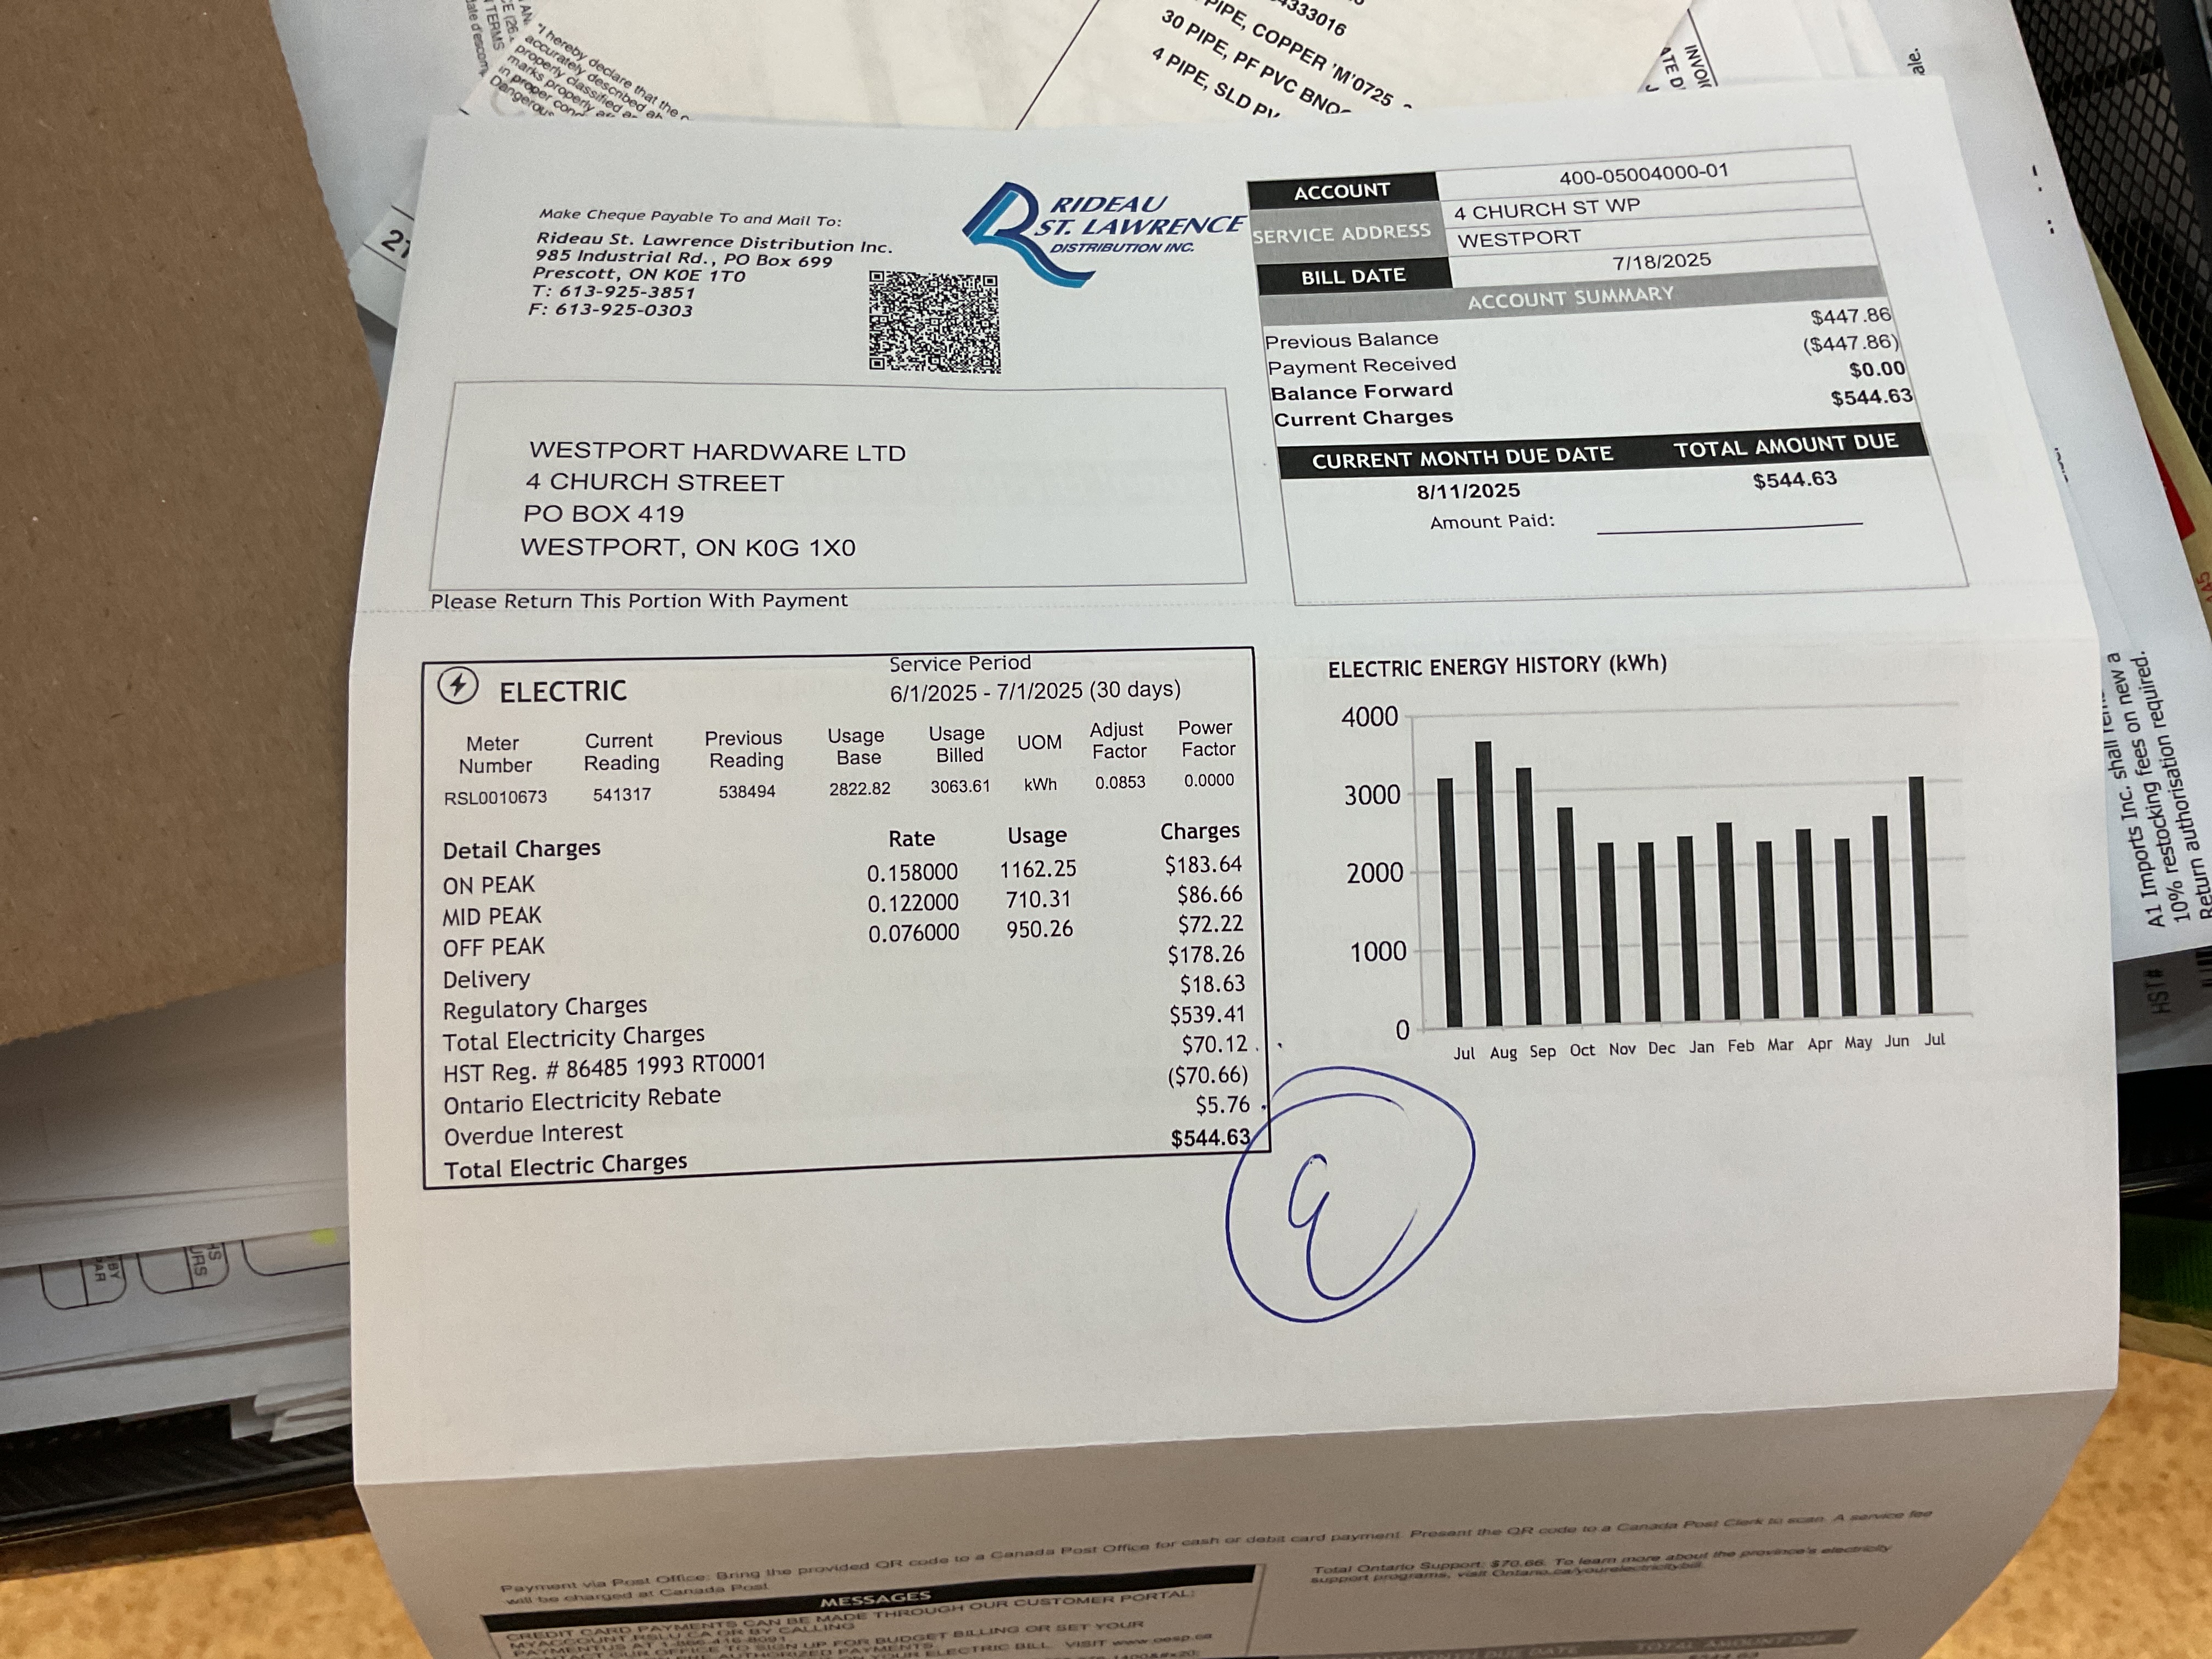 "I hereby declare that the
accurately described
properly classified
marks properly
in proper
Dangerous
4333016
PIPE, COPPER 'M'0725
30 PIPE, PF PVC
4 PIPE, SLD
INVOI
Make Cheque Payable To and Mail To:
Rideau St. Lawrence Distribution Inc.
985 Industrial Rd., PO Box 699
Prescott, ON K0E 1T0
T: 613-925-3851
F: 613-925-0303
RIDEAU
ST. LAWRENCE
DISTRIBUTION INC.
ACCOUNT 400-05004000-01
SERVICE ADDRESS 4 CHURCH ST WP
WESTPORT
BILL DATE 7/18/2025
ACCOUNT SUMMARY
Previous Balance $447.86
Payment Received ($447.86)
Balance Forward $0.00
Current Charges $544.63
CURRENT MONTH DUE DATE TOTAL AMOUNT DUE
8/11/2025 $544.63
Amount Paid:
WESTPORT HARDWARE LTD
4 CHURCH STREET
PO BOX 419
WESTPORT, ON K0G 1X0
Please Return This Portion With Payment
ELECTRIC
Service Period
6/1/2025 - 7/1/2025 (30 days)
Meter Number Current Reading Previous Reading Usage Base Usage Billed UOM Adjust Factor Power Factor
RSL0010673 541317 538494 2822.82 3063.61 kWh 0.0853 0.0000
Detail Charges Rate Usage Charges
ON PEAK 0.158000 1162.25 $183.64
MID PEAK 0.122000 710.31 $86.66
OFF PEAK 0.076000 950.26 $72.22
Delivery $178.26
Regulatory Charges $18.63
Total Electricity Charges $539.41
HST Reg. # 86485 1993 RT0001 $70.12
Ontario Electricity Rebate ($70.66)
Overdue Interest $5.76
Total Electric Charges $544.63
ELECTRIC ENERGY HISTORY (kWh)
4000
3000
2000
1000
0
Jul Aug Sep Oct Nov Dec Jan Feb Mar Apr May Jun Jul
A1 Imports Inc. shall new a
10% restocking fees on
Return authorisation required.
HST#
Payment via Post Office: Bring the provided QR code to a Canada Post Office for cash or debit card payment. Present the QR code to a Canada Post Clerk to scan. A service fee
will be charged at Canada Post.
Total Ontario Support: $70.66. To learn more about the province's electricity
support programs, visit Ontario.ca/yourelectricitybill.
MESSAGES
CREDIT CARD PAYMENTS CAN BE MADE THROUGH OUR CUSTOMER PORTAL:
MYACCOUNT.RSLU.CA OR BY CALLING
PAYMENTUS AT 1-866-416-8091
OFFICE TO SIGN UP FOR BUDGET BILLING OR SET YOUR
AUTHORIZED PAYMENTS
ELECTRIC BILL. VISIT www.oesp.ca
TOTAL AMOUNT DUE